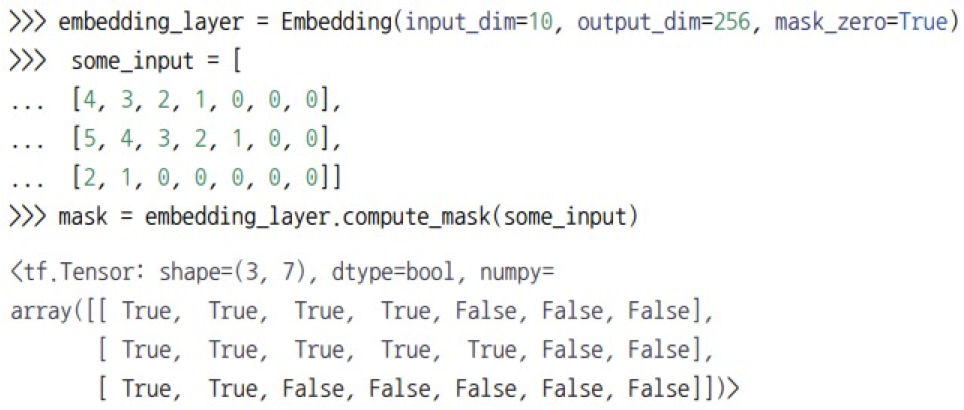 >>> embedding_layer = Embedding(input_dim=10, output_dim=256, mask_zero=True)
>>>  some_input = [
...  [4, 3, 2, 1, 0, 0, 0],
...  [5, 4, 3, 2, 1, 0, 0],
...  [2, 1, 0, 0, 0, 0, 0]]
>>> mask = embedding_layer.compute_mask(some_input)
<tf.Tensor: shape=(3, 7), dtype=bool, numpy=
array([[ True,  True,  True,  True, False, False, False],
       [ True,  True,  True,  True,  True, False, False],
       [ True,  True, False, False, False, False, False]])>